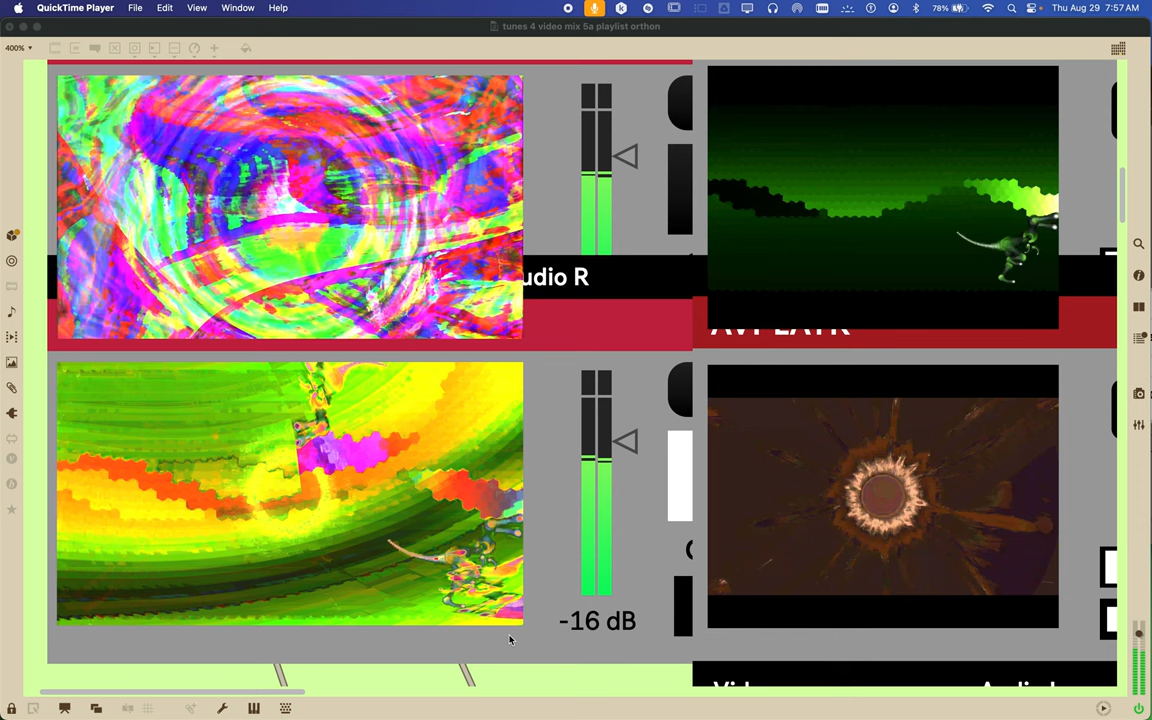 QuickTime Player File Edit View Window Help
78% Thu Aug 29 7:57 AM
tunes 4 video mix 5a playlist orthon
400%
udio R
-16 dB